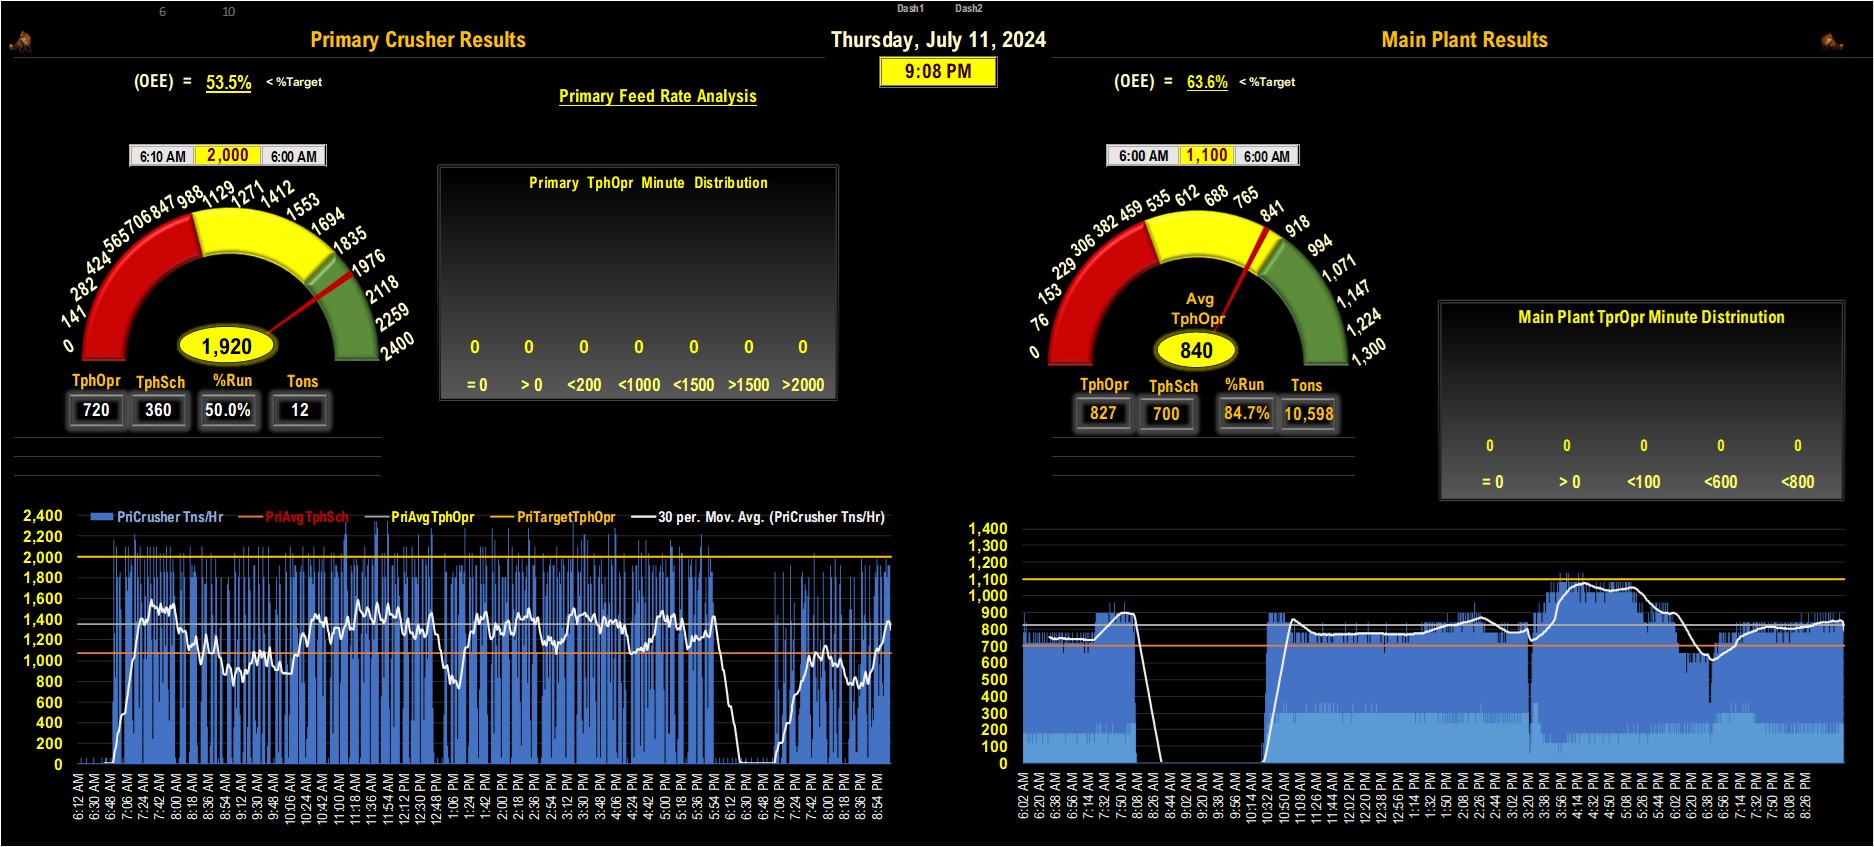 6 10
Dash1 Dash2
Primary Crusher Results
Thursday, July 11, 2024
Main Plant Results
9:08 PM
(OEE) = 53.5% < %Target
Primary Feed Rate Analysis
(OEE) = 63.6% < %Target
6:10 AM 2,000 6:00 AM
0 141 282 424 565 706 847 988 1129 1271 1412 1553 1694 1835 1976 2118 2259 2400
1,920
TphOpr TphSch %Run Tons
720 360 50.0% 12
Primary TphOpr Minute Distribution
0 0 0 0 0 0 0
= 0 > 0 <200 <1000 <1500 >1500 >2000
6:00 AM 1,100 6:00 AM
0 76 153 229 306 382 459 535 612 688 765 841 918 994 1,071 1,147 1,224 1,300
Avg
TphOpr
840
TphOpr TphSch %Run Tons
827 700 84.7% 10,598
Main Plant TprOpr Minute Distrinution
0 0 0 0 0
= 0 > 0 <100 <600 <800
PriCrusher Tns/Hr PriAvgTphSch PriAvgTphOpr PriTargetTphOpr 30 per. Mov. Avg. (PriCrusher Tns/Hr)
2,400
2,200
2,000
1,800
1,600
1,400
1,200
1,000
800
600
400
200
0
6:12 AM 6:30 AM 6:48 AM 7:06 AM 7:24 AM 7:42 AM 8:00 AM 8:18 AM 8:36 AM 8:54 AM 9:12 AM 9:30 AM 9:48 AM 10:06 AM 10:24 AM 10:42 AM 11:00 AM 11:18 AM 11:36 AM 11:54 AM 12:12 PM 12:30 PM 12:48 PM 1:06 PM 1:24 PM 1:42 PM 2:00 PM 2:18 PM 2:36 PM 2:54 PM 3:12 PM 3:30 PM 3:48 PM 4:06 PM 4:24 PM 4:42 PM 5:00 PM 5:18 PM 5:36 PM 5:54 PM 6:12 PM 6:30 PM 6:48 PM 7:06 PM 7:24 PM 7:42 PM 8:00 PM 8:18 PM 8:36 PM 8:54 PM
1,400
1,300
1,200
1,100
1,000
900
800
700
600
500
400
300
200
100
0
6:02 AM 6:20 AM 6:38 AM 6:56 AM 7:14 AM 7:32 AM 7:50 AM 8:08 AM 8:26 AM 8:44 AM 9:02 AM 9:20 AM 9:38 AM 9:56 AM 10:14 AM 10:32 AM 10:50 AM 11:08 AM 11:26 AM 11:44 AM 12:02 PM 12:20 PM 12:38 PM 12:56 PM 1:14 PM 1:32 PM 1:50 PM 2:08 PM 2:26 PM 2:44 PM 3:02 PM 3:20 PM 3:38 PM 3:56 PM 4:14 PM 4:32 PM 4:50 PM 5:08 PM 5:26 PM 5:44 PM 6:02 PM 6:20 PM 6:38 PM 6:56 PM 7:14 PM 7:32 PM 7:50 PM 8:08 PM 8:26 PM